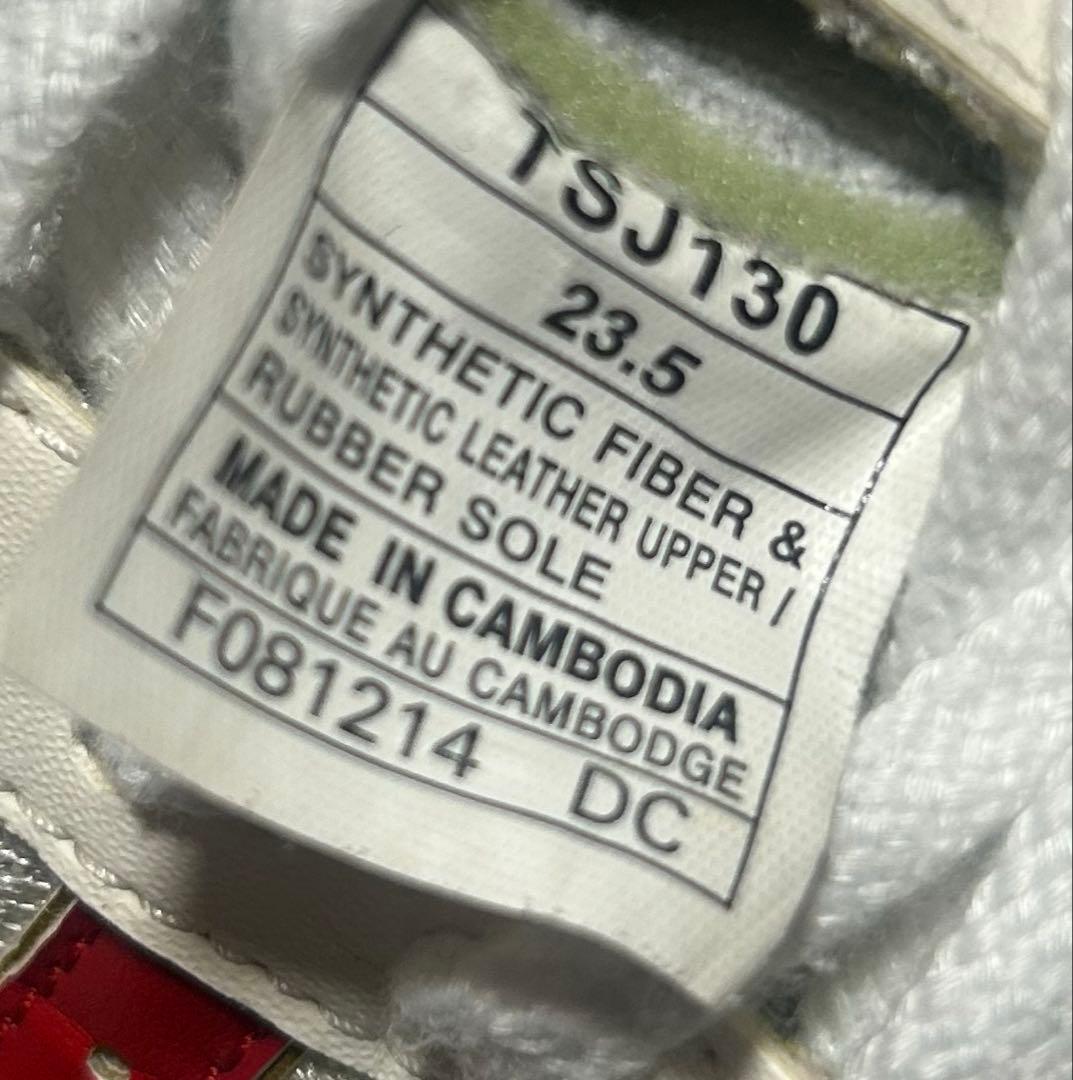 TSJ130
23.5
SYNTHETIC FIBER &
SYNTHETIC LEATHER UPPER /
RUBBER SOLE
MADE IN CAMBODIA
FABRIQUE AU CAMBODGE
F081214 DC